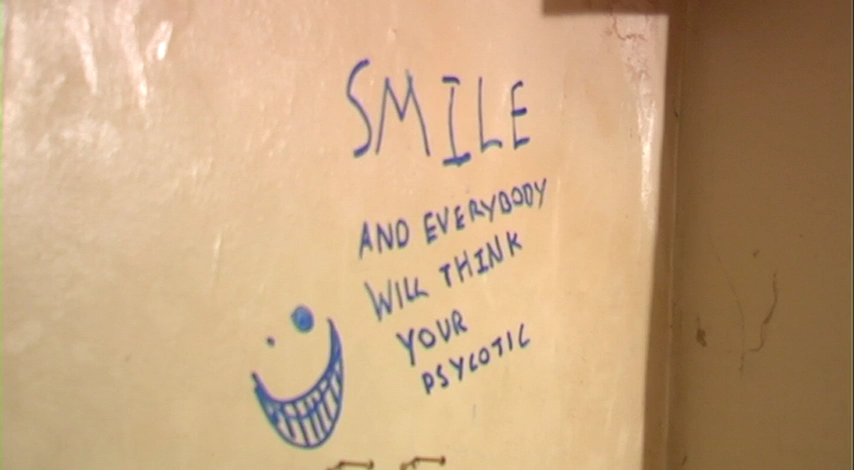 SMILE
AND EVERYBODY
WILL THINK
YOUR
PSYCOTIC